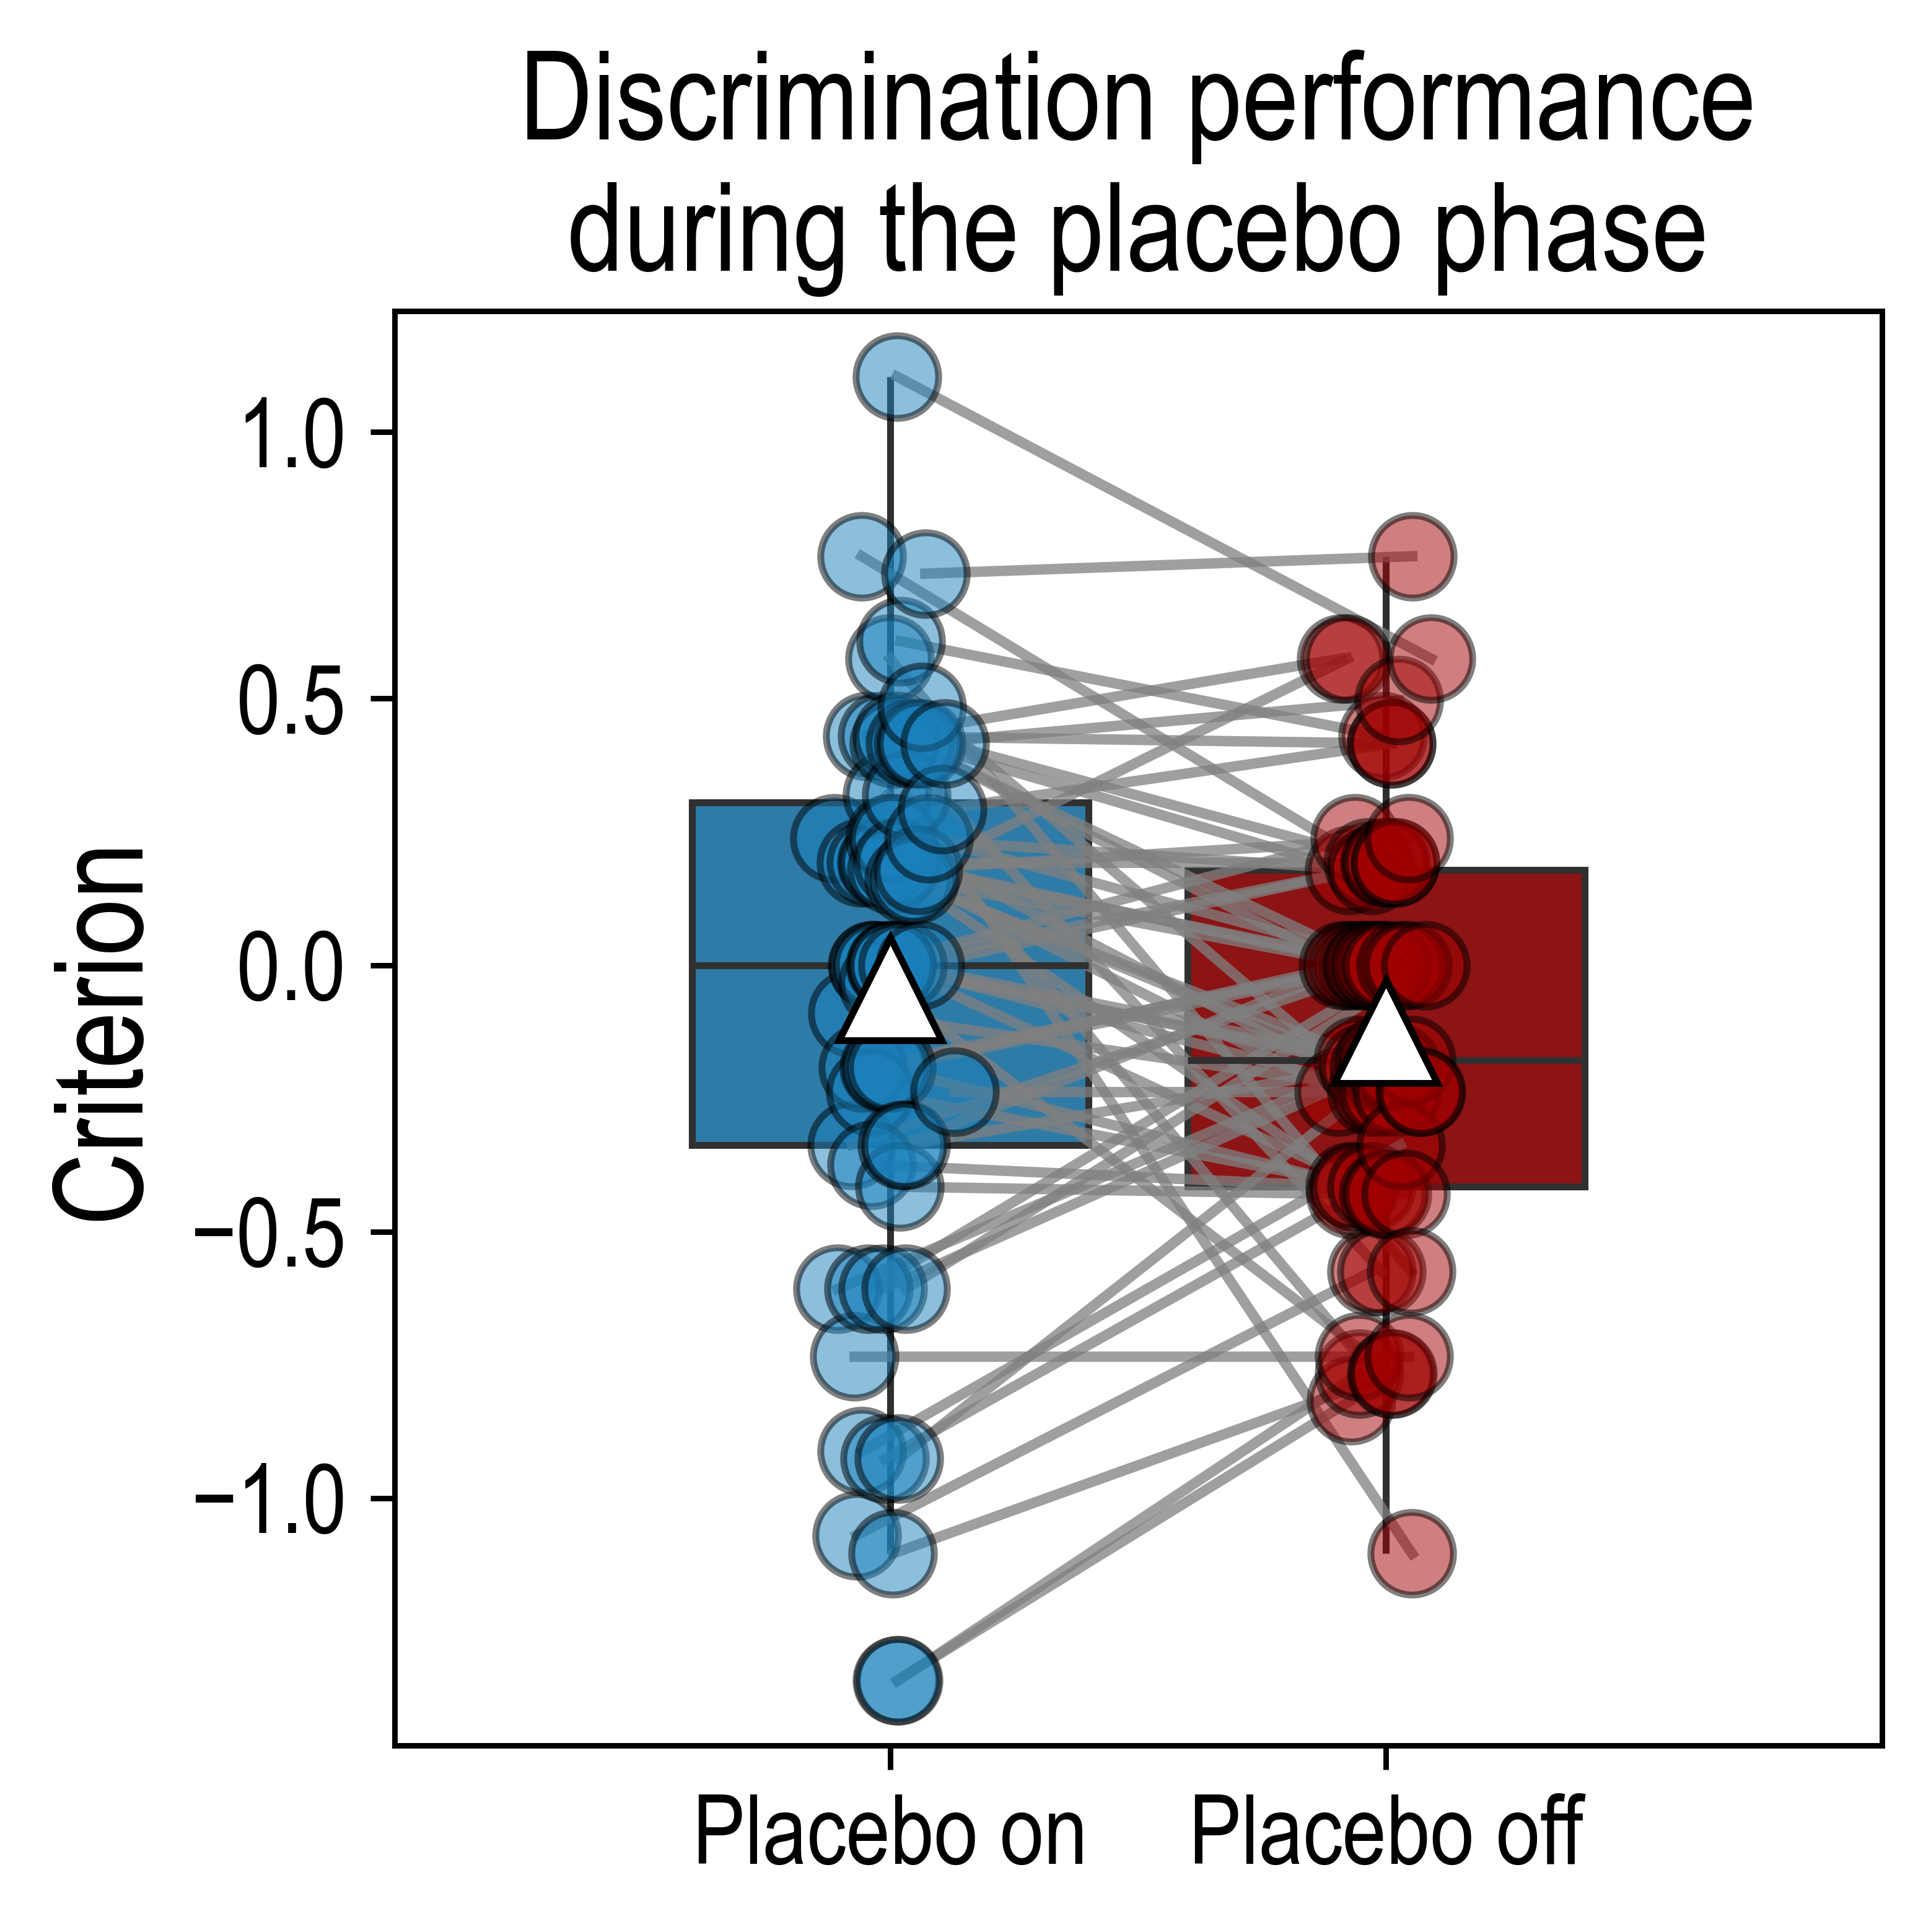 Discrimination performance
during the placebo phase
Criterion
1.0
0.5
0.0
−0.5
−1.0
Placebo on
Placebo off